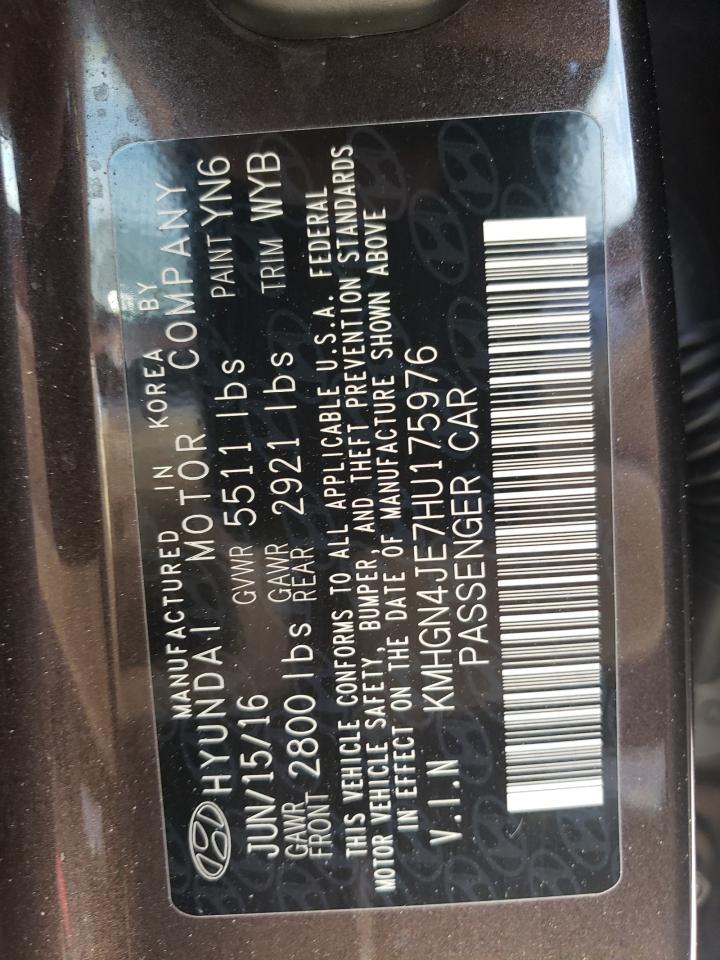 MANUFACTURED IN KOREA BY
HYUNDAI MOTOR COMPANY
JUN/15/16 GVWR 5511 lbs PAINT YN6
GAWR FRONT 2800 lbs GAWR REAR 2921 lbs TRIM WYB
THIS VEHICLE CONFORMS TO ALL APPLICABLE U.S.A. FEDERAL
MOTOR VEHICLE SAFETY, BUMPER, AND THEFT PREVENTION STANDARDS
IN EFFECT ON THE DATE OF MANUFACTURE SHOWN ABOVE
V.I.N KMHGN4JE7HU175976
PASSENGER CAR